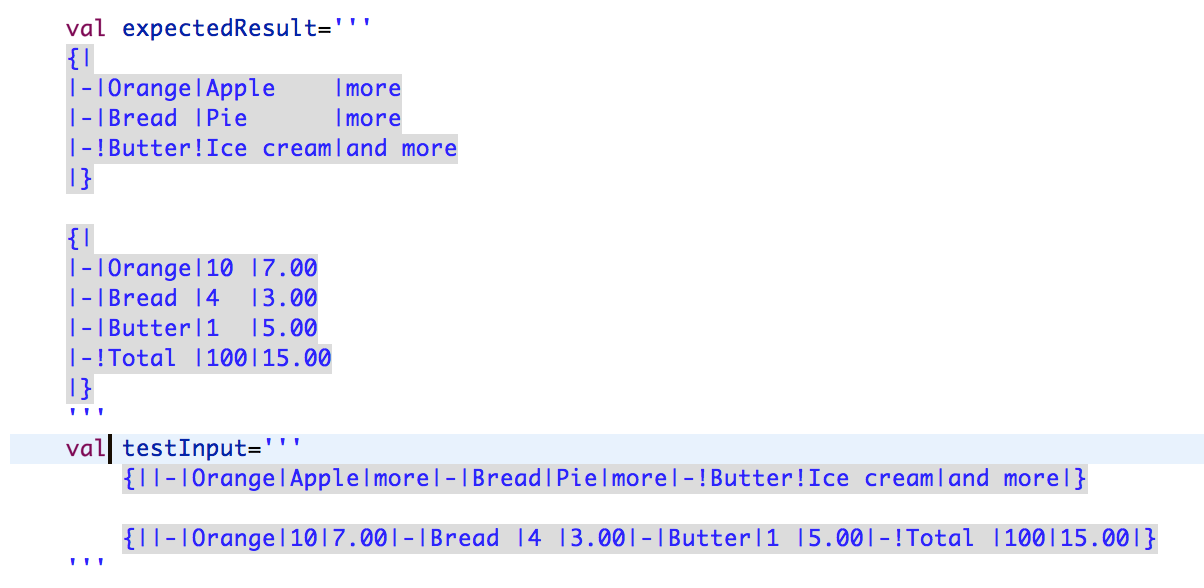 val expectedResult='''
{|
|-|Orange|Apple    |more
|-|Bread |Pie      |more
|-!Butter!Ice cream|and more
|}

{|
|-|Orange|10 |7.00
|-|Bread |4  |3.00
|-|Butter|1  |5.00
|-!Total |100|15.00
|}
'''
val testInput='''
    {||-|Orange|Apple|more|-|Bread|Pie|more|-!Butter!Ice cream|and more|}

    {||-|Orange|10|7.00|-|Bread |4 |3.00|-|Butter|1 |5.00|-!Total |100|15.00|}
'''